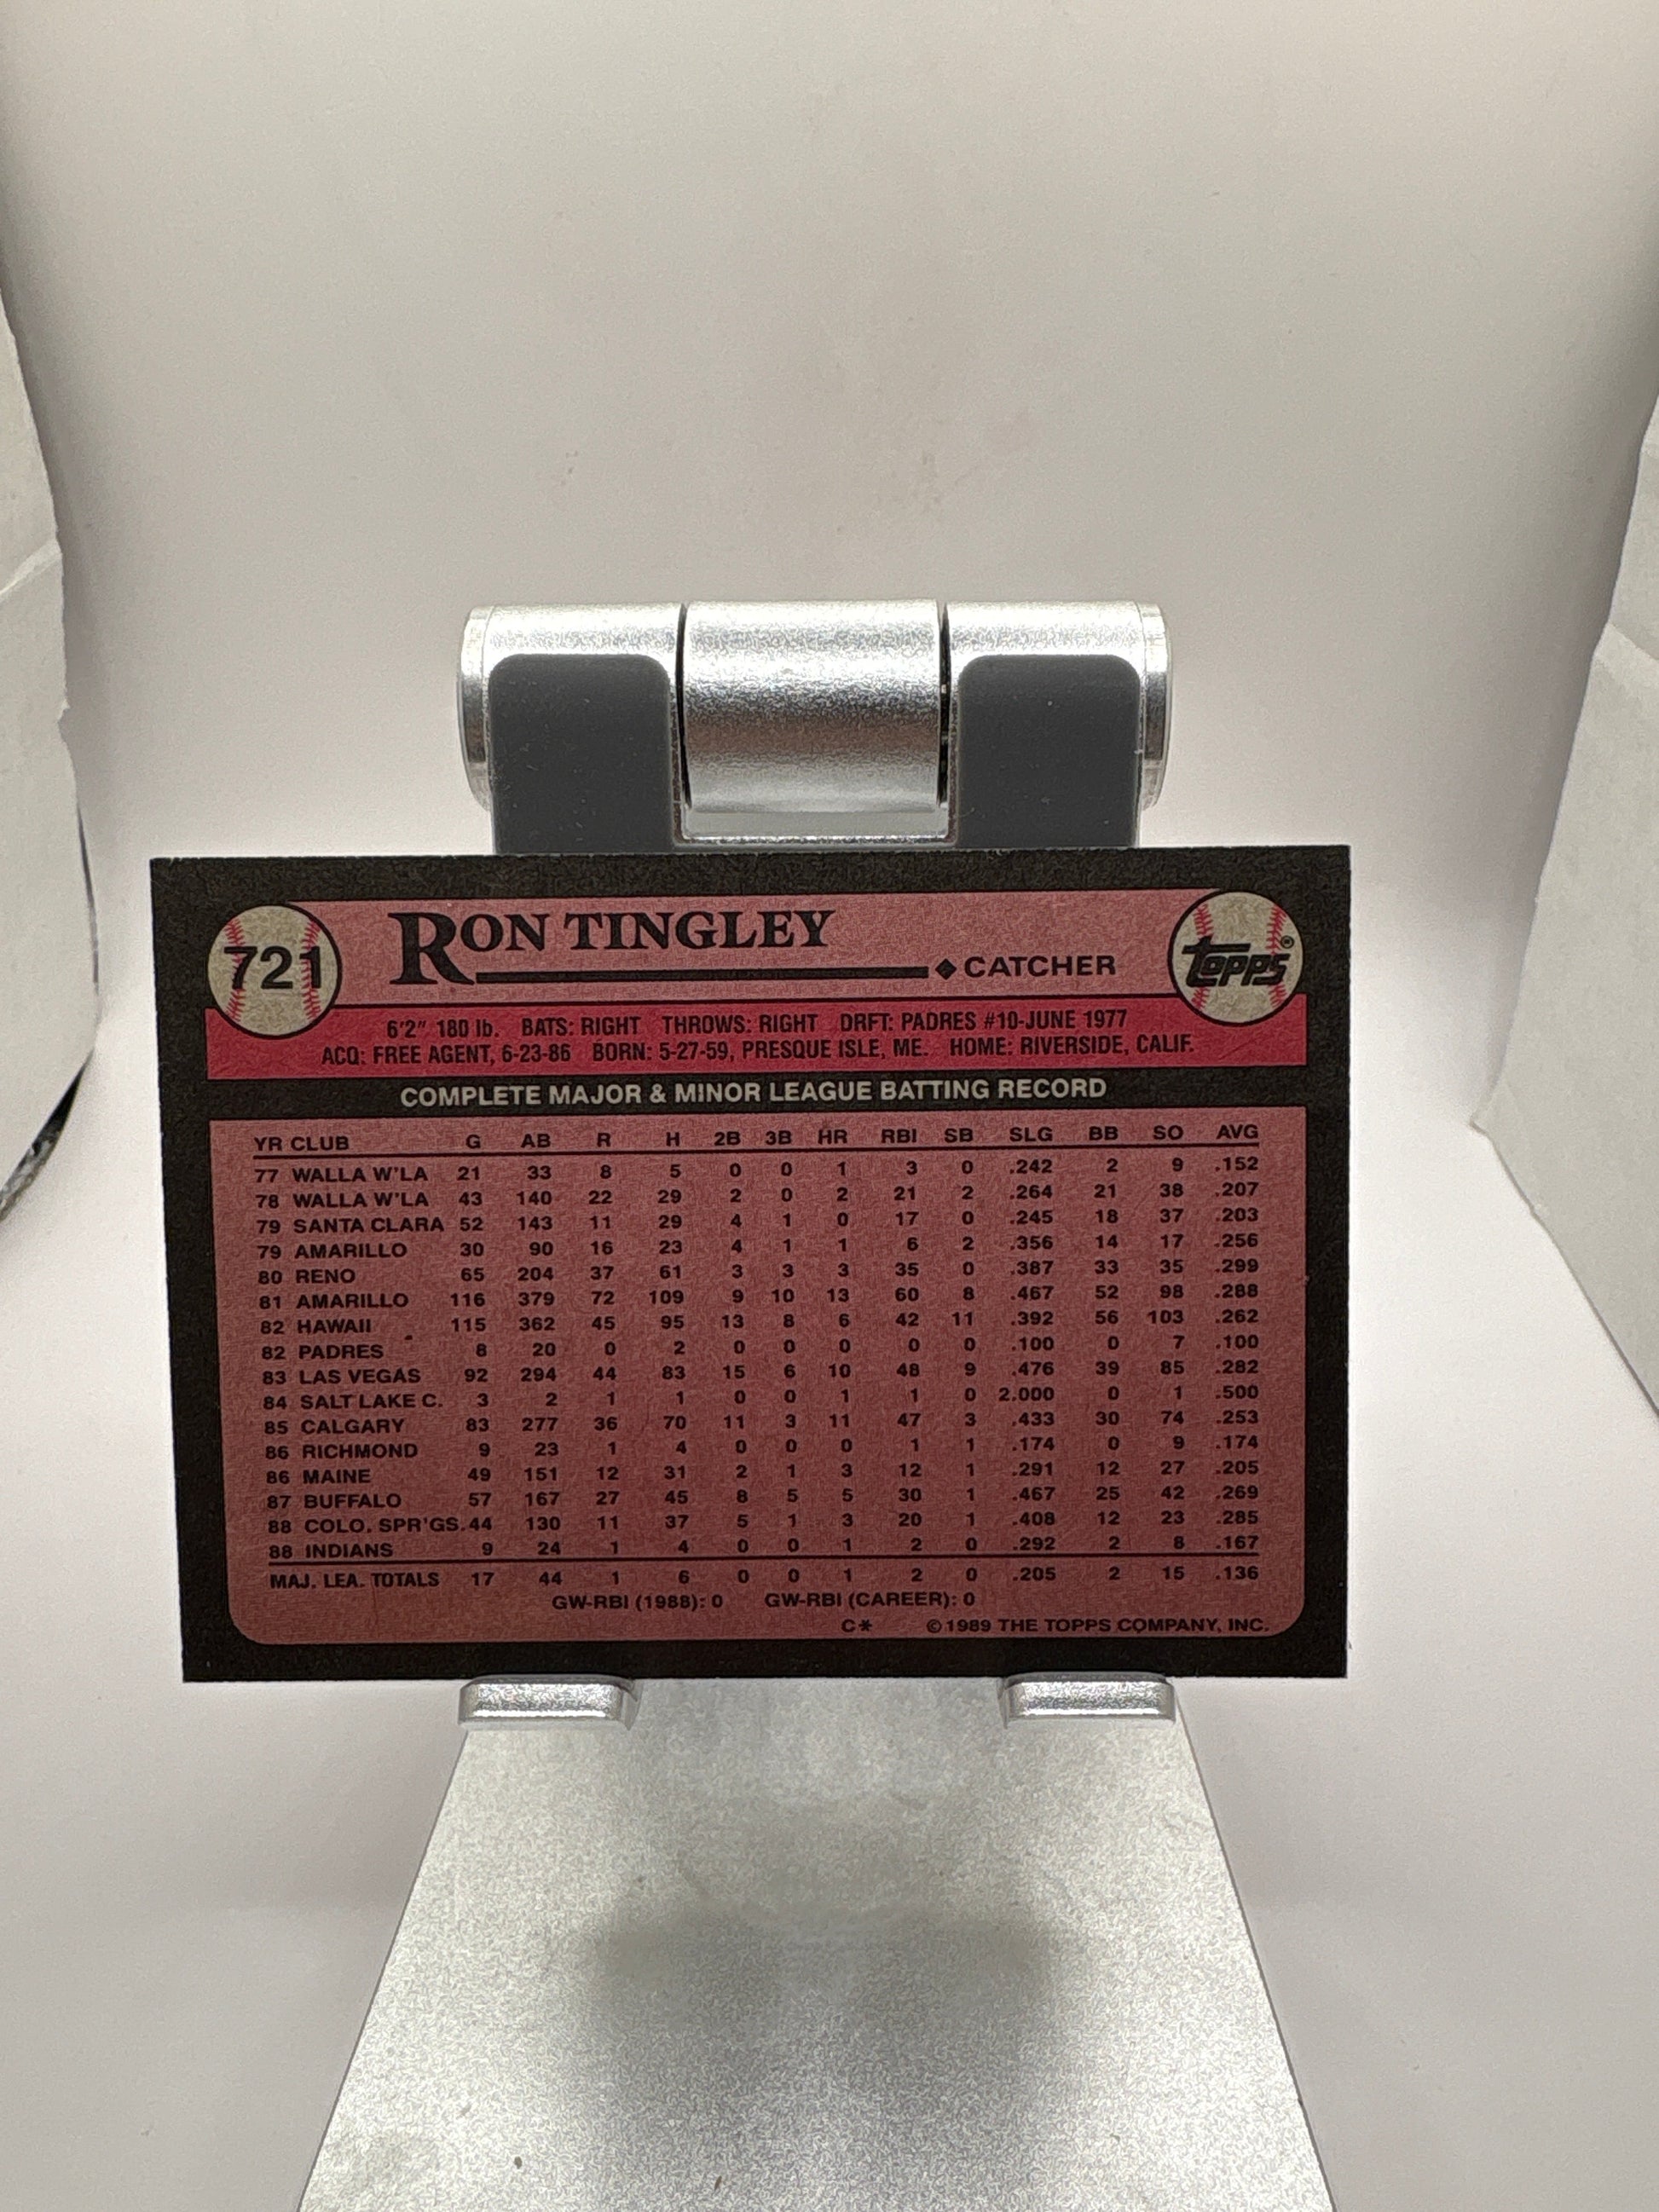 721
RON TINGLEY
◆ CATCHER
topps®
6'2" 180 lb. BATS: RIGHT THROWS: RIGHT DRFT: PADRES #10-JUNE 1977
ACQ: FREE AGENT, 6-23-86 BORN: 5-27-59, PRESQUE ISLE, ME. HOME: RIVERSIDE, CALIF.
COMPLETE MAJOR & MINOR LEAGUE BATTING RECORD
YR CLUB G AB R H 2B 3B HR RBI SB SLG BB SO AVG
77 WALLA W'LA 21 33 8 5 0 0 1 3 0 .242 2 9 .152
78 WALLA W'LA 43 140 22 29 2 0 2 21 2 .264 21 38 .207
79 SANTA CLARA 52 143 11 29 4 1 0 17 0 .245 18 37 .203
79 AMARILLO 30 90 16 23 4 1 1 6 2 .356 14 17 .256
80 RENO 65 204 37 61 3 3 3 35 0 .387 33 35 .299
81 AMARILLO 116 379 72 109 9 10 13 60 8 .467 52 98 .288
82 HAWAII 115 362 45 95 13 8 6 42 11 .392 56 103 .262
82 PADRES 8 20 0 2 0 0 0 0 0 .100 0 7 .100
83 LAS VEGAS 92 294 44 83 15 6 10 48 9 .476 39 85 .282
84 SALT LAKE C. 3 2 1 1 0 0 1 1 0 2.000 0 1 .500
85 CALGARY 83 277 36 70 11 3 11 47 3 .433 30 74 .253
86 RICHMOND 9 23 1 4 0 0 0 1 1 .174 0 9 .174
86 MAINE 49 151 12 31 2 1 3 12 1 .291 12 27 .205
87 BUFFALO 57 167 27 45 8 5 5 30 1 .467 25 42 .269
88 COLO. SPR'GS. 44 130 11 37 5 1 3 20 1 .408 12 23 .285
88 INDIANS 9 24 1 4 0 0 1 2 0 .292 2 8 .167
MAJ. LEA. TOTALS 17 44 1 6 0 0 1 2 0 .205 2 15 .136
GW-RBI (1988): 0 GW-RBI (CAREER): 0
C* © 1989 THE TOPPS COMPANY, INC.